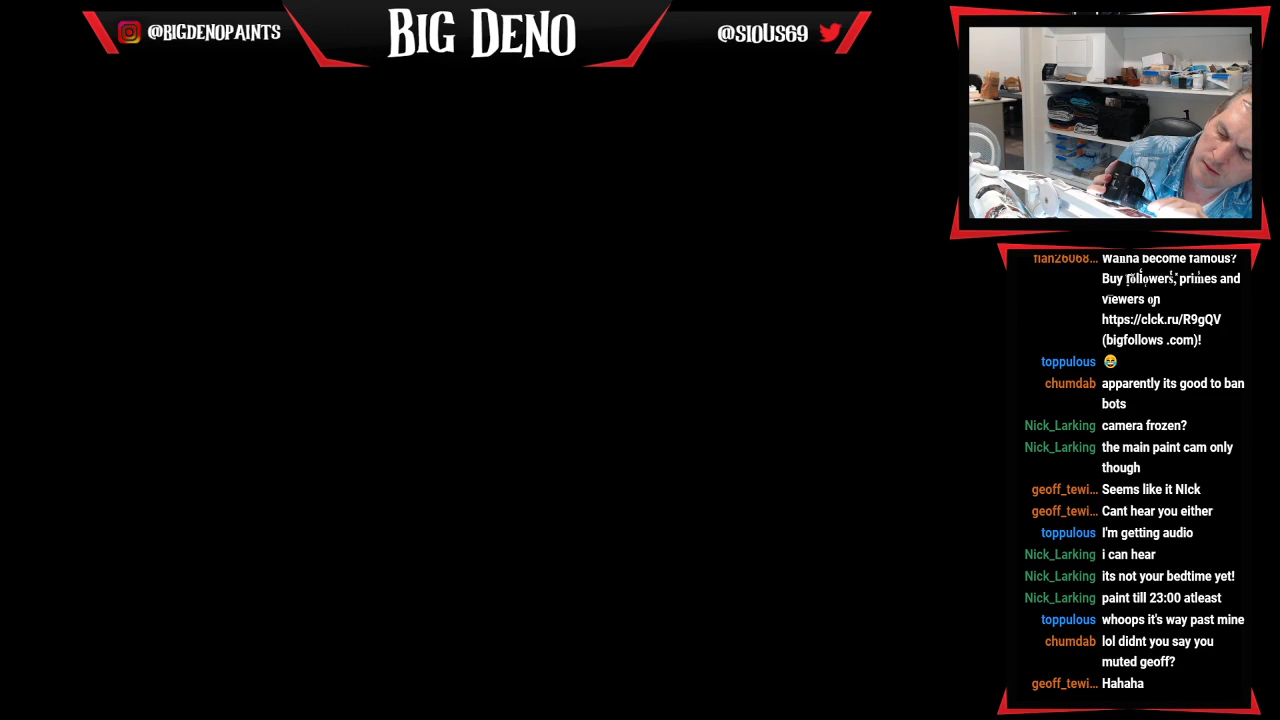 @BIGDENOPAINTS
BIG DENO
@SIOUS69
flan26068… Wanna become famous?
Buy followers, primes and
viewers on
https://clck.ru/R9gQV
(bigfollows .com)!
toppulous 😂
chumdab apparently its good to ban
bots
Nick_Larking camera frozen?
Nick_Larking the main paint cam only
though
geoff_tewi… Seems like it NIck
geoff_tewi… Cant hear you either
toppulous I'm getting audio
Nick_Larking i can hear
Nick_Larking its not your bedtime yet!
Nick_Larking paint till 23:00 atleast
toppulous whoops it's way past mine
chumdab lol didnt you say you
muted geoff?
geoff_tewi… Hahaha